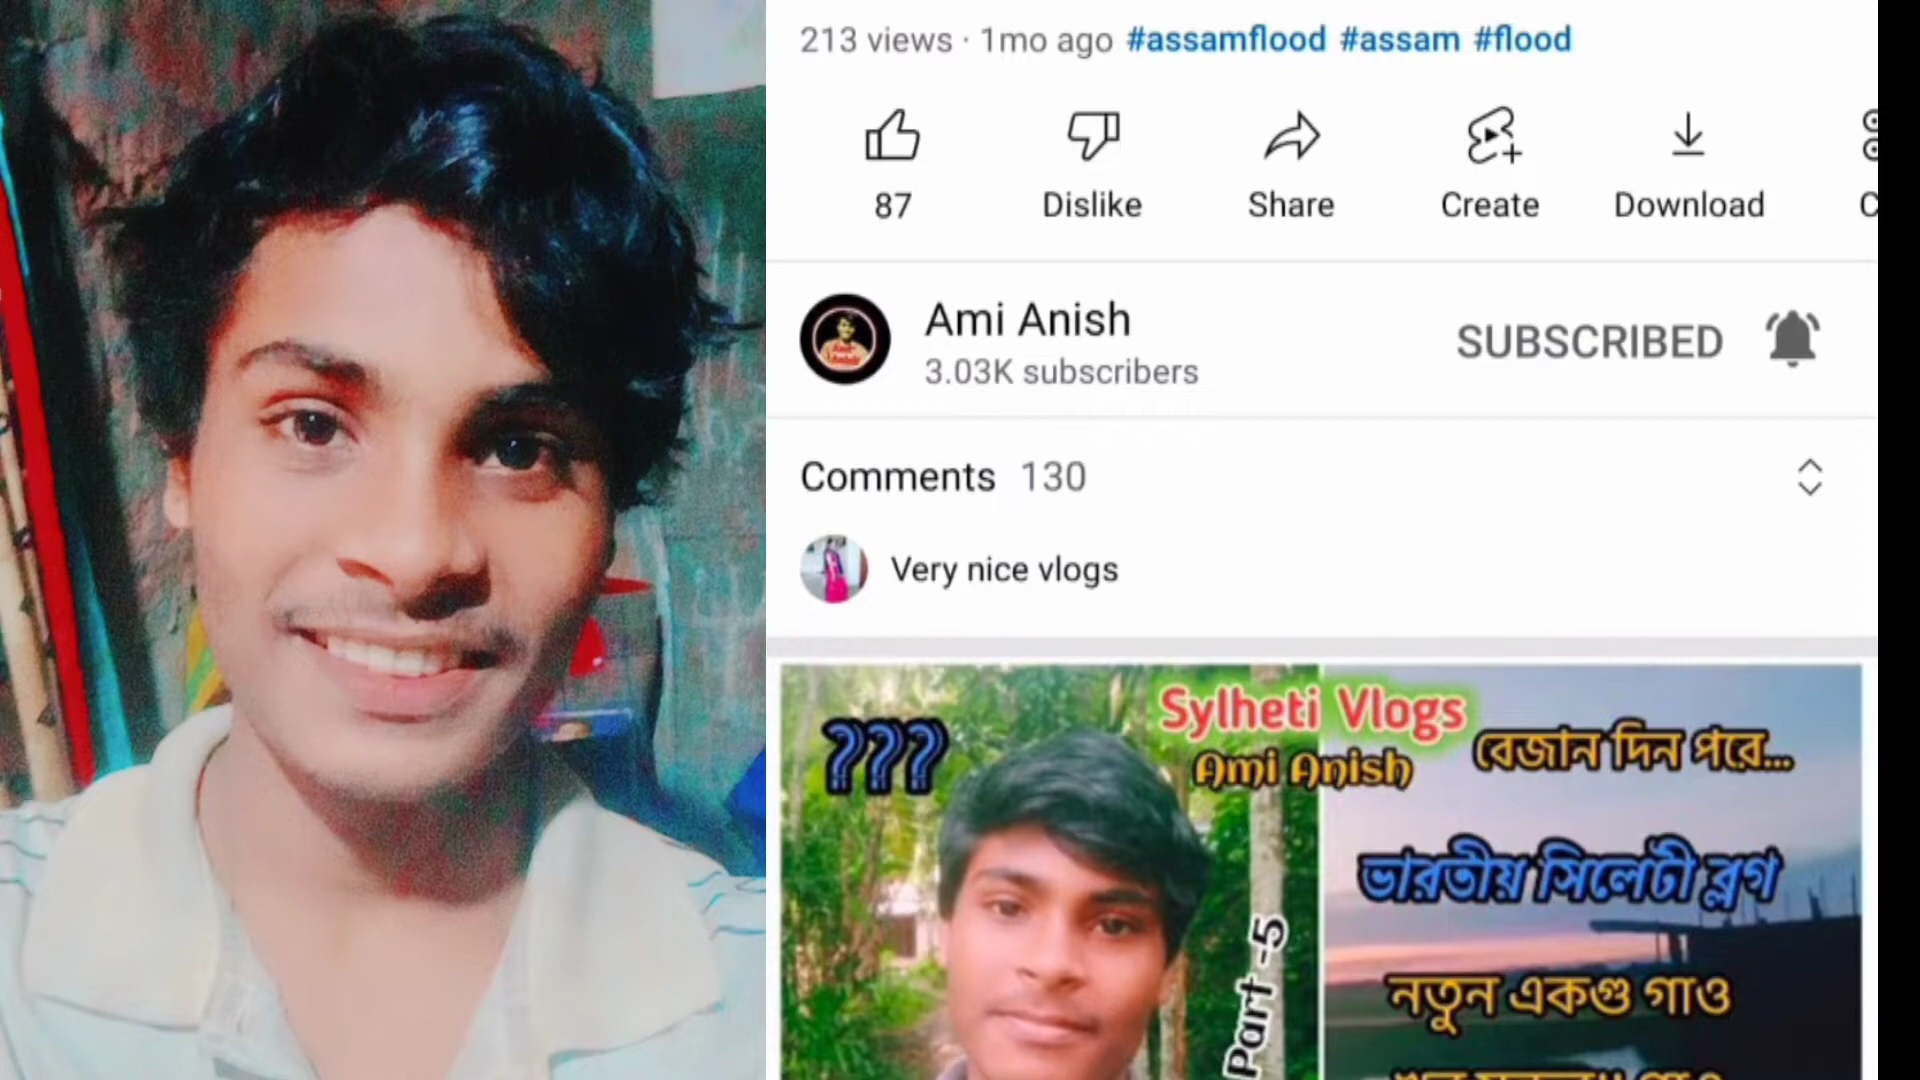 213 views · 1mo ago #assamflood #assam #flood
87 Dislike Share Create Download
Ami Anish
3.03K subscribers
SUBSCRIBED
Comments 130
Very nice vlogs
???
Sylheti Vlogs
Ami Anish
বেজান দিন পরে...
ভারতীয় সিলেটী ব্লগ
Part -5
নতুন একগু গাও